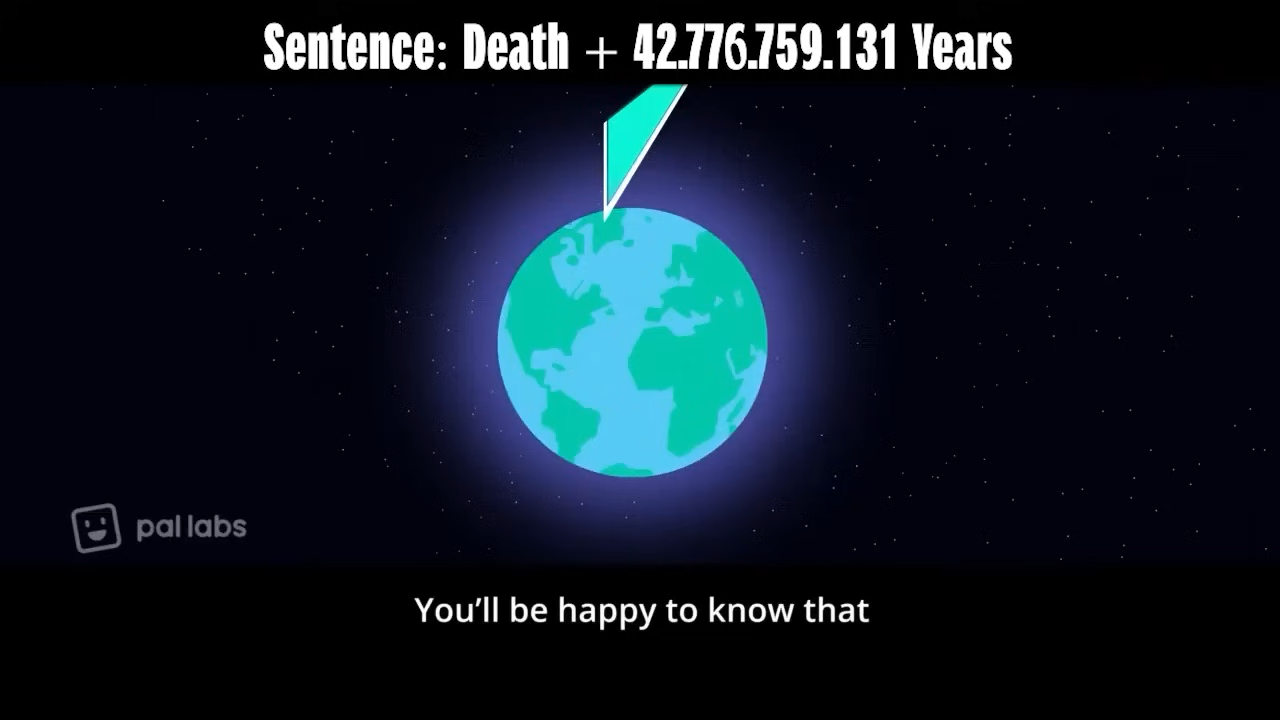 Sentence: Death + 42.776.759.131 Years
pal labs
You’ll be happy to know that